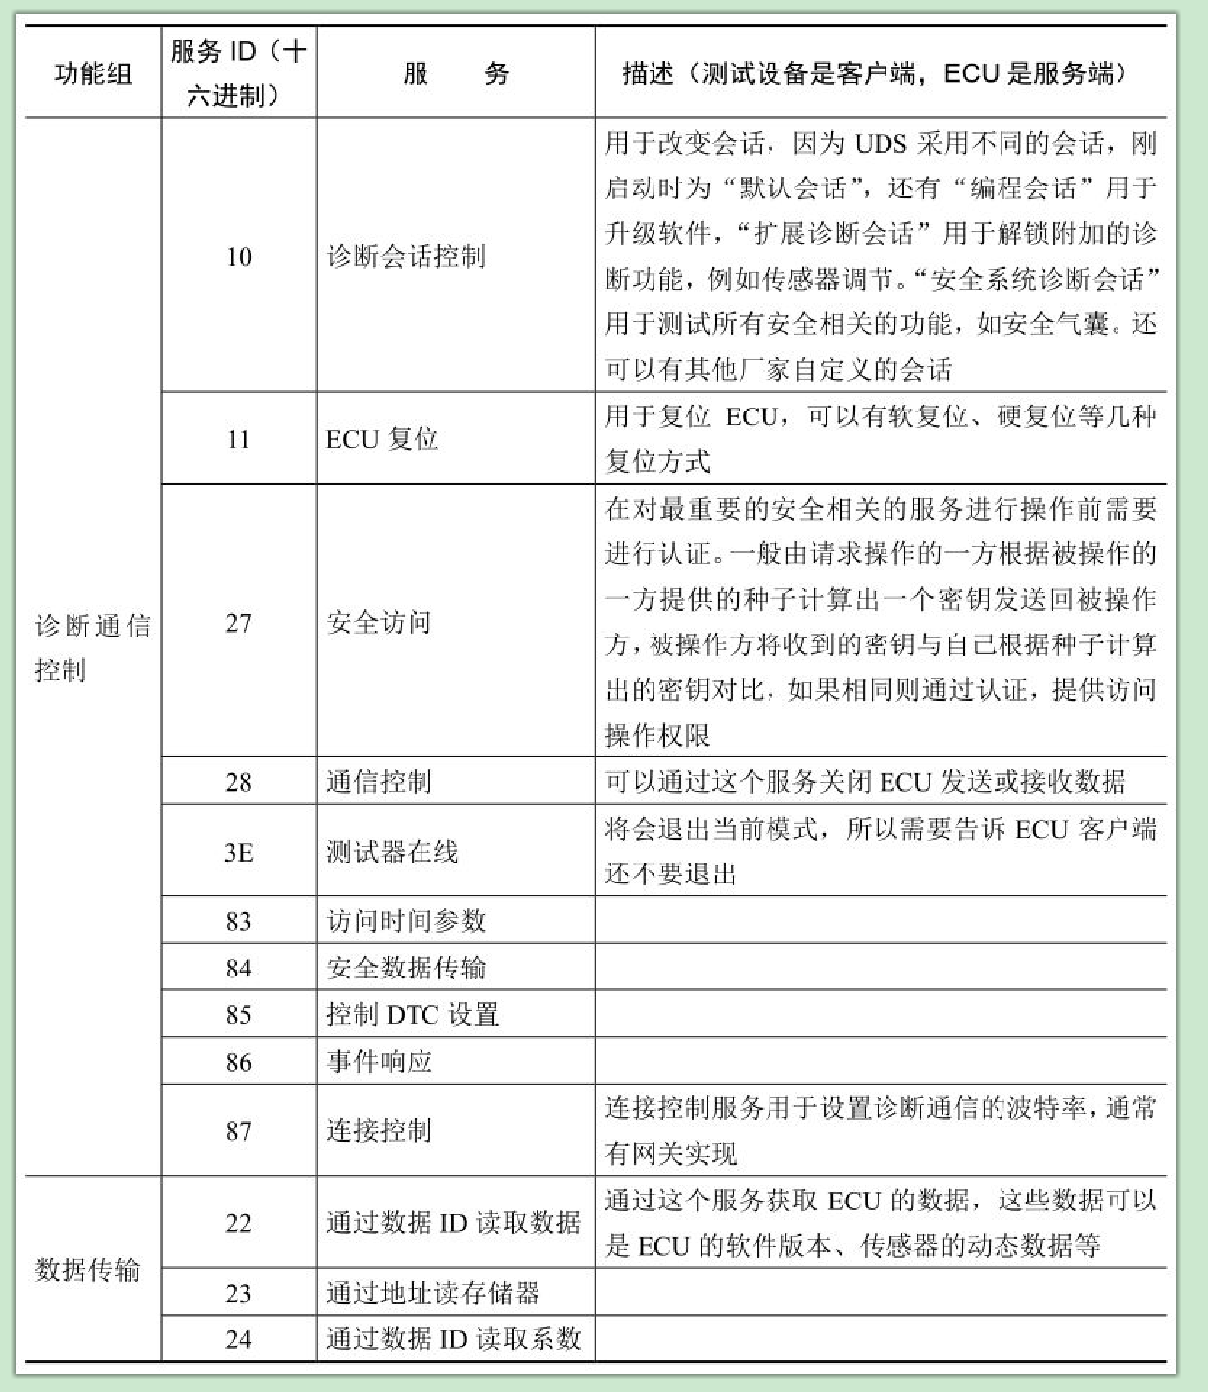 功能组
服务 ID（十
六进制）
服 务
描述（测试设备是客户端，ECU 是服务端）
诊断通信
控制
10
诊断会话控制
用于改变会话. 因为 UDS 采用不同的会话，刚
启动时为“默认会话”，还有“编程会话”用于
升级软件，“扩展诊断会话”用于解锁附加的诊
断功能，例如传感器调节。“安全系统诊断会话”
用于测试所有安全相关的功能，如安全气囊。还
可以有其他厂家自定义的会话
11
ECU 复位
用于复位 ECU，可以有软复位、硬复位等几种
复位方式
27
安全访问
在对最重要的安全相关的服务进行操作前需要
进行认证。一般由请求操作的一方根据被操作的
一方提供的种子计算出一个密钥发送回被操作
方，被操作方将收到的密钥与自己根据种子计算
出的密钥对比. 如果相同则通过认证，提供访问
操作权限
28
通信控制
可以通过这个服务关闭 ECU 发送或接收数据
3E
测试器在线
将会退出当前模式，所以需要告诉 ECU 客户端
还不要退出
83
访问时间参数
84
安全数据传输
85
控制 DTC 设置
86
事件响应
87
连接控制
连接控制服务用于设置诊断通信的波特率，通常
有网关实现
数据传输
22
通过数据 ID 读取数据
通过这个服务获取 ECU 的数据，这些数据可以
是 ECU 的软件版本、传感器的动态数据等
23
通过地址读存储器
24
通过数据 ID 读取系数